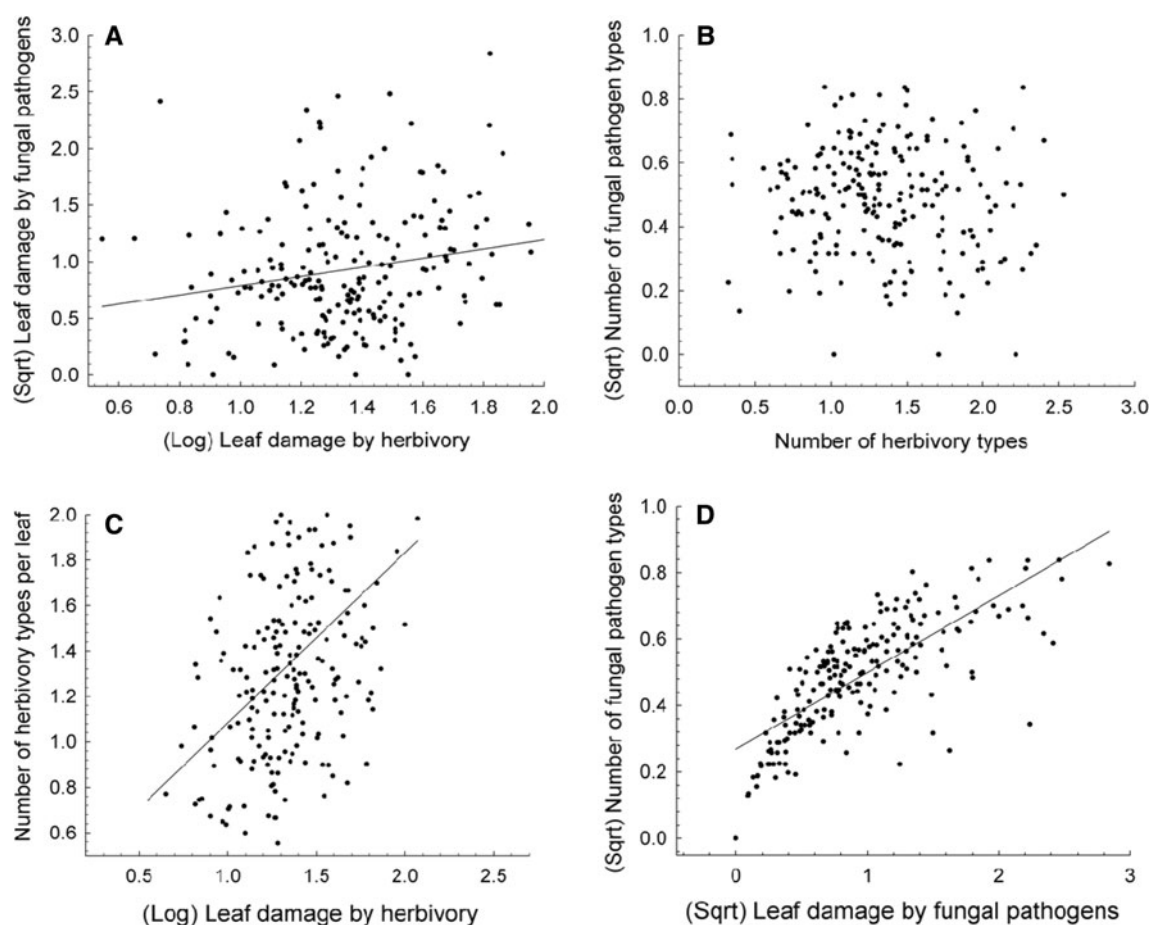 A
(Sqrt) Leaf damage by fungal pathogens
3.0
2.5
2.0
1.5
1.0
0.5
0.0
0.6 0.8 1.0 1.2 1.4 1.6 1.8 2.0
(Log) Leaf damage by herbivory
B
(Sqrt) Number of fungal pathogen types
1.0
0.8
0.6
0.4
0.2
0.0
0.0 0.5 1.0 1.5 2.0 2.5 3.0
Number of herbivory types
C
Number of herbivory types per leaf
2.0
1.8
1.6
1.4
1.2
1.0
0.8
0.6
0.5 1.0 1.5 2.0 2.5
(Log) Leaf damage by herbivory
D
(Sqrt) Number of fungal pathogen types
1.0
0.8
0.6
0.4
0.2
0.0
0 1 2 3
(Sqrt) Leaf damage by fungal pathogens